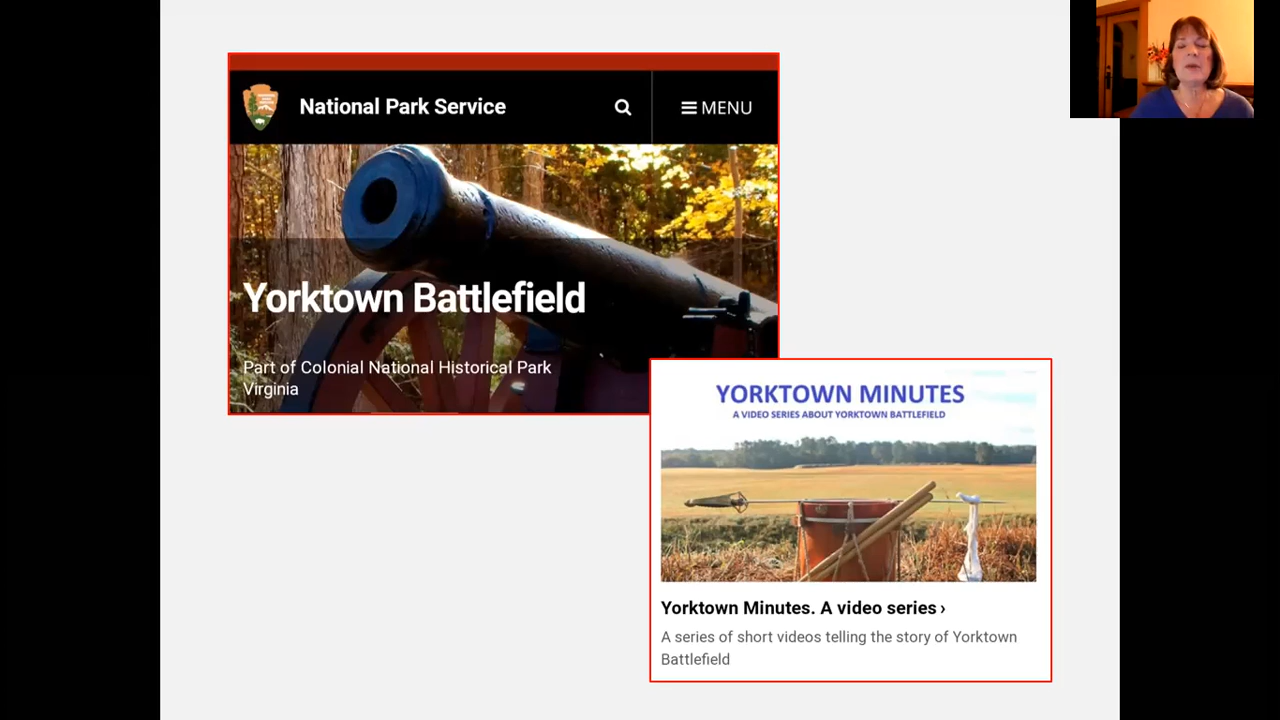 National Park Service
MENU
Yorktown Battlefield
Part of Colonial National Historical Park
Virginia
YORKTOWN MINUTES
A VIDEO SERIES ABOUT YORKTOWN BATTLEFIELD
Yorktown Minutes. A video series ›
A series of short videos telling the story of Yorktown
Battlefield